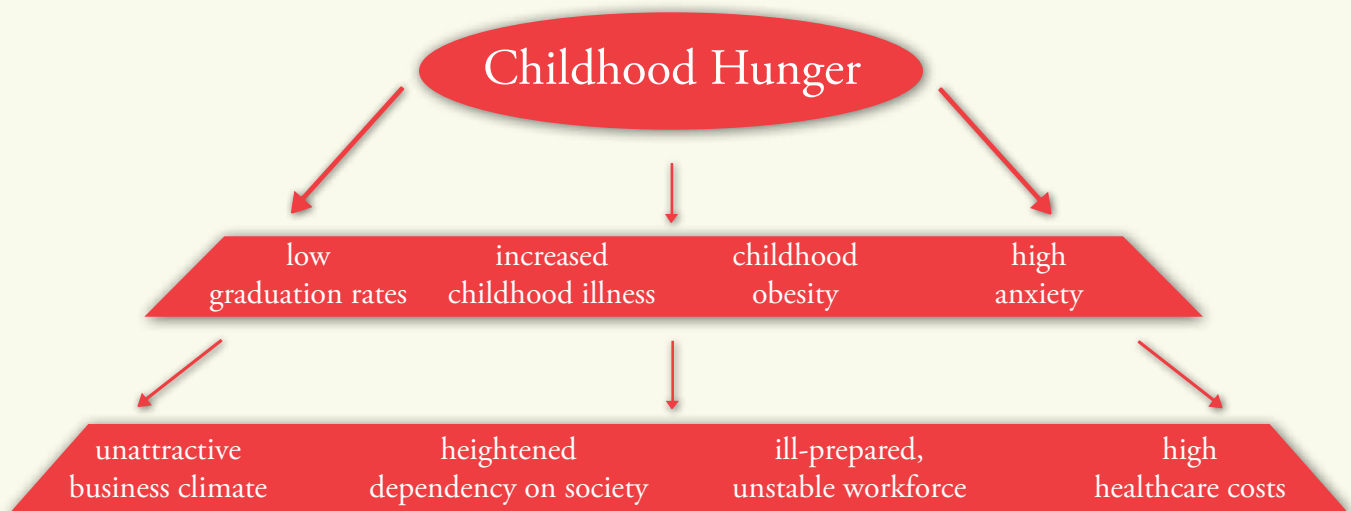 Childhood Hunger
low
graduation rates
increased
childhood illness
childhood
obesity
high
anxiety
unattractive
business climate
heightened
dependency on society
ill-prepared,
unstable workforce
high
healthcare costs